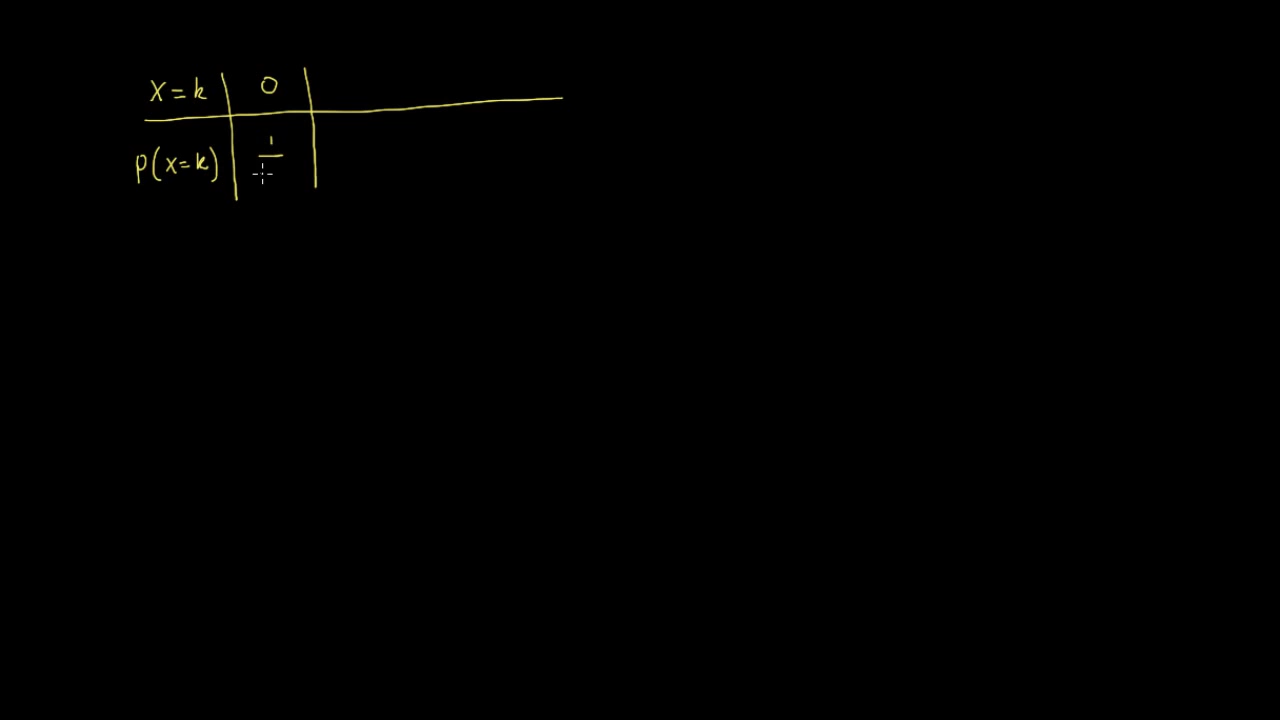 X = k | 0 |
P(X=k) | 1/ |